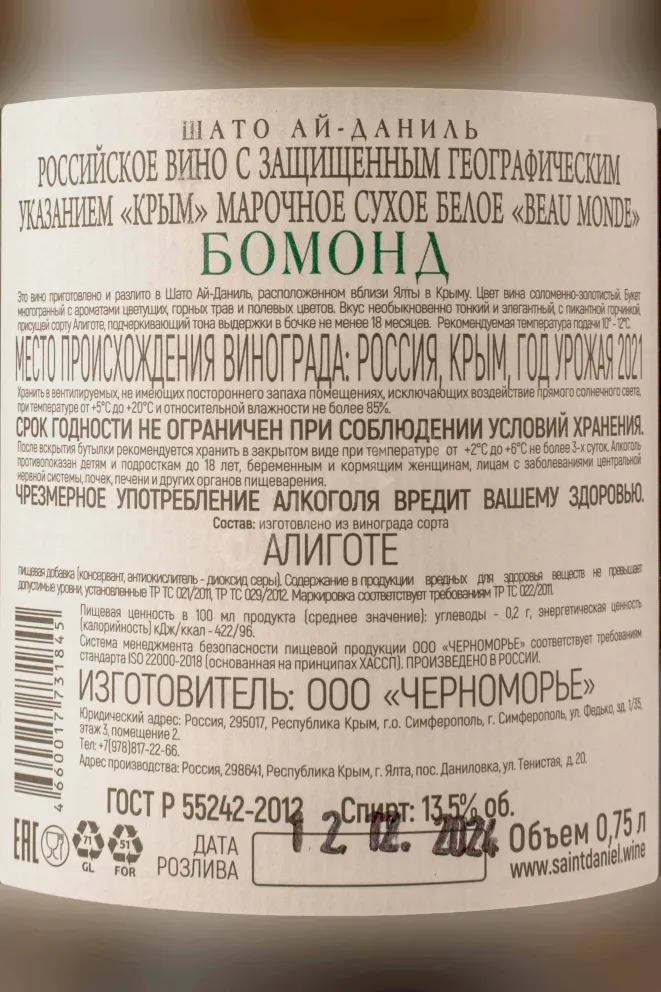 ШАТО АЙ-ДАНИЛЬ
РОССИЙСКОЕ ВИНО С ЗАЩИЩЕННЫМ ГЕОГРАФИЧЕСКИМ
УКАЗАНИЕМ «КРЫМ» МАРОЧНОЕ СУХОЕ БЕЛОЕ «BEAU MONDE»
БОМОНД
Это вино приготовлено и разлито в Шато Ай-Даниль, расположенном вблизи Ялты в Крыму. Цвет вина соломенно-золотистый. Букет
многогранный с ароматами цветущих, горных трав и полевых цветов. Вкус необыкновенно тонкий и элегантный, с пикантной горчинкой,
присущей сорту Алиготе, подчеркивающий тона выдержки в бочке не менее 18 месяцев. Рекомендуемая температура подачи 10°- 12°С.
МЕСТО ПРОИСХОЖДЕНИЯ ВИНОГРАДА: РОССИЯ, КРЫМ, ГОД УРОЖАЯ 2021
Хранить в вентилируемых, не имеющих постороннего запаха помещениях, исключающих воздействие прямого солнечного света,
при температуре от +5°С до +20°С и относительной влажности не более 85%.
СРОК ГОДНОСТИ НЕ ОГРАНИЧЕН ПРИ СОБЛЮДЕНИИ УСЛОВИЙ ХРАНЕНИЯ.
После вскрытия бутылки рекомендуется хранить в закрытом виде при температуре от +2°С до +6°С не более 3-х суток. Алкоголь
противопоказан детям и подросткам до 18 лет, беременным и кормящим женщинам, лицам с заболеваниями центральной
нервной системы, почек, печени и других органов пищеварения.
ЧРЕЗМЕРНОЕ УПОТРЕБЛЕНИЕ АЛКОГОЛЯ ВРЕДИТ ВАШЕМУ ЗДОРОВЬЮ.
Состав: изготовлено из винограда сорта
АЛИГОТЕ
пищевая добавка (консервант, антиокислитель - диоксид серы). Содержание в продукции вредных для здоровья веществ не превышает
допустимые уровни, установленные ТР ТС 021/2011, ТР ТС 029/2012. Маркировка соответствует требованиям ТР ТС 022/2011.
Пищевая ценность в 100 мл продукта (среднее значение): углеводы - 0,2 г, энергетическая ценность
(калорийность) кДж/ккал - 422/96.
Система менеджмента безопасности пищевой продукции ООО «ЧЕРНОМОРЬЕ» соответствует требованиям
стандарта ISO 22000-2018 (основанная на принципах ХАССП). ПРОИЗВЕДЕНО В РОССИИ.
ИЗГОТОВИТЕЛЬ: ООО «ЧЕРНОМОРЬЕ»
Юридический адрес: Россия, 295017, Республика Крым, г.о. Симферополь, г. Симферополь, ул. Федько, зд. 1/35,
этаж 3, помещение 2.
Тел: +7(978)817-22-66.
Адрес производства: Россия, 298641, Республика Крым, г. Ялта, пос. Даниловка, ул. Тенистая, д. 20.
4660017731845
ГОСТ Р 55242-2012 Спирт: 13,5% об.
12.02.2024
EAC
71
GL
51
FOR
ДАТА
РОЗЛИВА
Объем 0,75 л
www.saintdaniel.wine